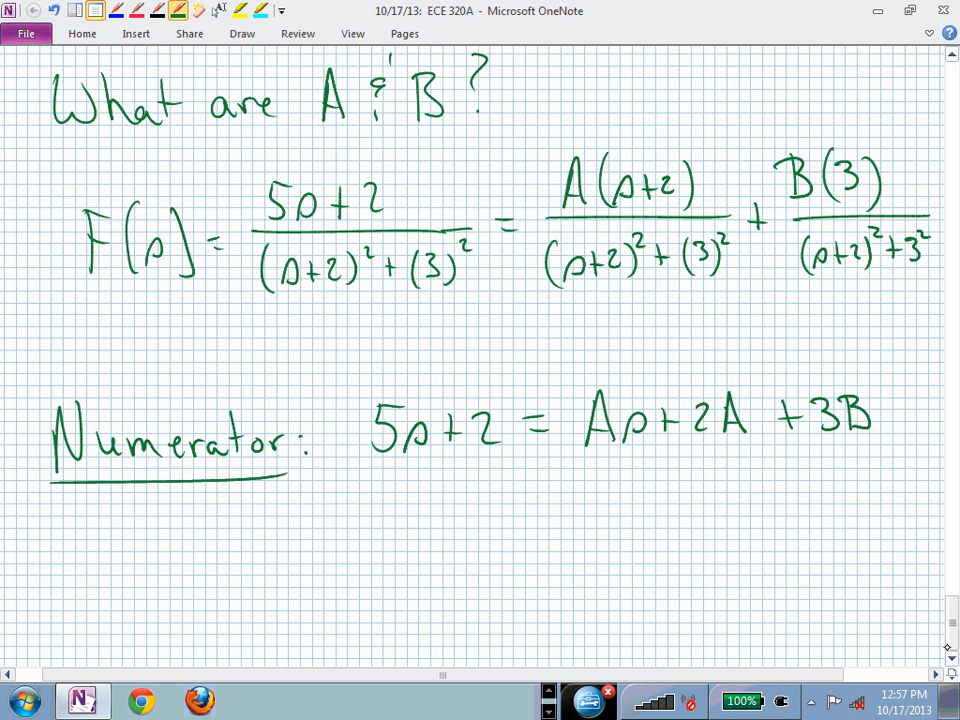 10/17/13: ECE 320A - Microsoft OneNote
File Home Insert Share Draw Review View Pages
What are A & B ?
F(s) = 5s+2 / (s+2)² + (3)² = A(s+2) / (s+2)² + (3)² + B(3) / (s+2)² + 3²
Numerator: 5s+2 = As+2A +3B
100%
12:57 PM
10/17/2013